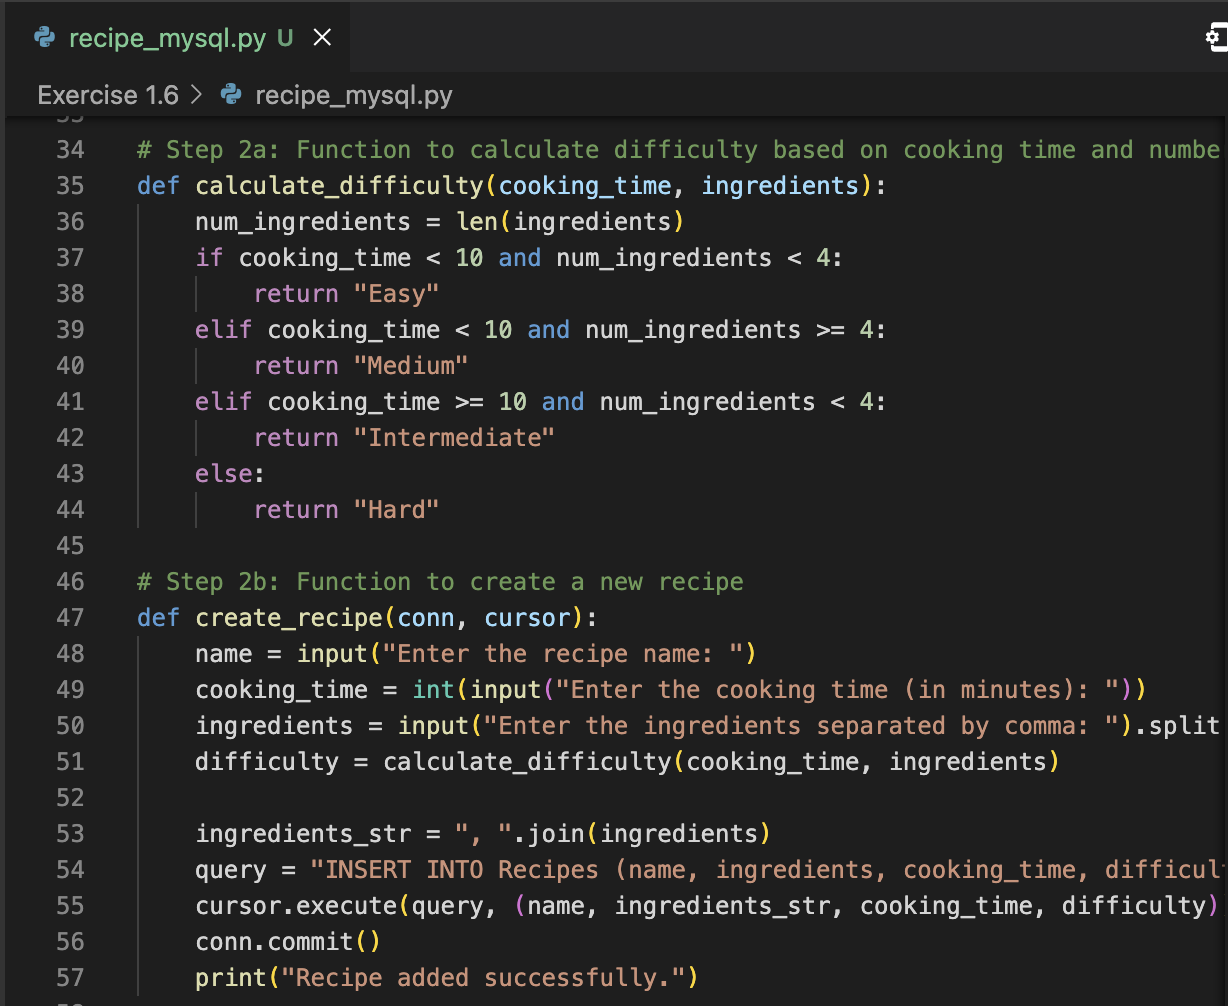 recipe_mysql.py U
Exercise 1.6 > recipe_mysql.py
34 # Step 2a: Function to calculate difficulty based on cooking time and numbe
35 def calculate_difficulty(cooking_time, ingredients):
36     num_ingredients = len(ingredients)
37     if cooking_time < 10 and num_ingredients < 4:
38         return "Easy"
39     elif cooking_time < 10 and num_ingredients >= 4:
40         return "Medium"
41     elif cooking_time >= 10 and num_ingredients < 4:
42         return "Intermediate"
43     else:
44         return "Hard"
45
46 # Step 2b: Function to create a new recipe
47 def create_recipe(conn, cursor):
48     name = input("Enter the recipe name: ")
49     cooking_time = int(input("Enter the cooking time (in minutes): "))
50     ingredients = input("Enter the ingredients separated by comma: ").split
51     difficulty = calculate_difficulty(cooking_time, ingredients)
52
53     ingredients_str = ", ".join(ingredients)
54     query = "INSERT INTO Recipes (name, ingredients, cooking_time, difficul
55     cursor.execute(query, (name, ingredients_str, cooking_time, difficulty)
56     conn.commit()
57     print("Recipe added successfully.")